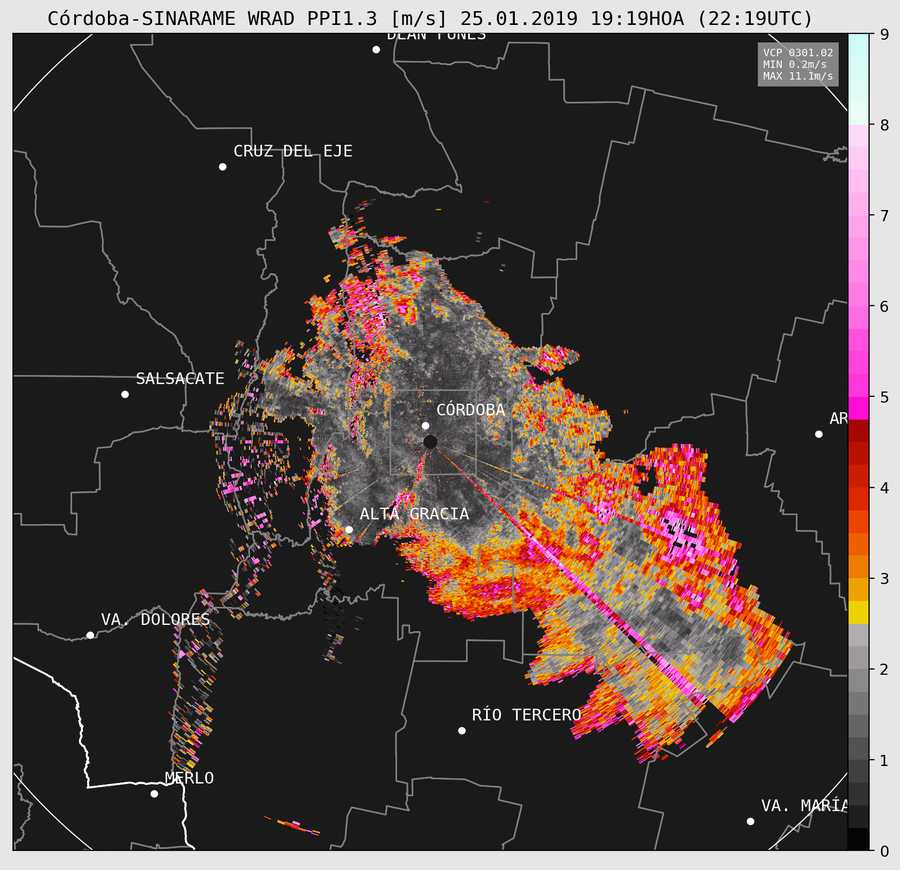 Córdoba-SINARAME WRAD PPI1.3 [m/s] 25.01.2019 19:19HOA (22:19UTC)
DEÁN FUNES
VCP 0301.02
MIN 0.2m/s
MAX 11.1m/s
CRUZ DEL EJE
SALSACATE
CÓRDOBA
AR
ALTA GRACIA
VA. DOLORES
RÍO TERCERO
MERLO
VA. MARÍA
9
8
7
6
5
4
3
2
1
0